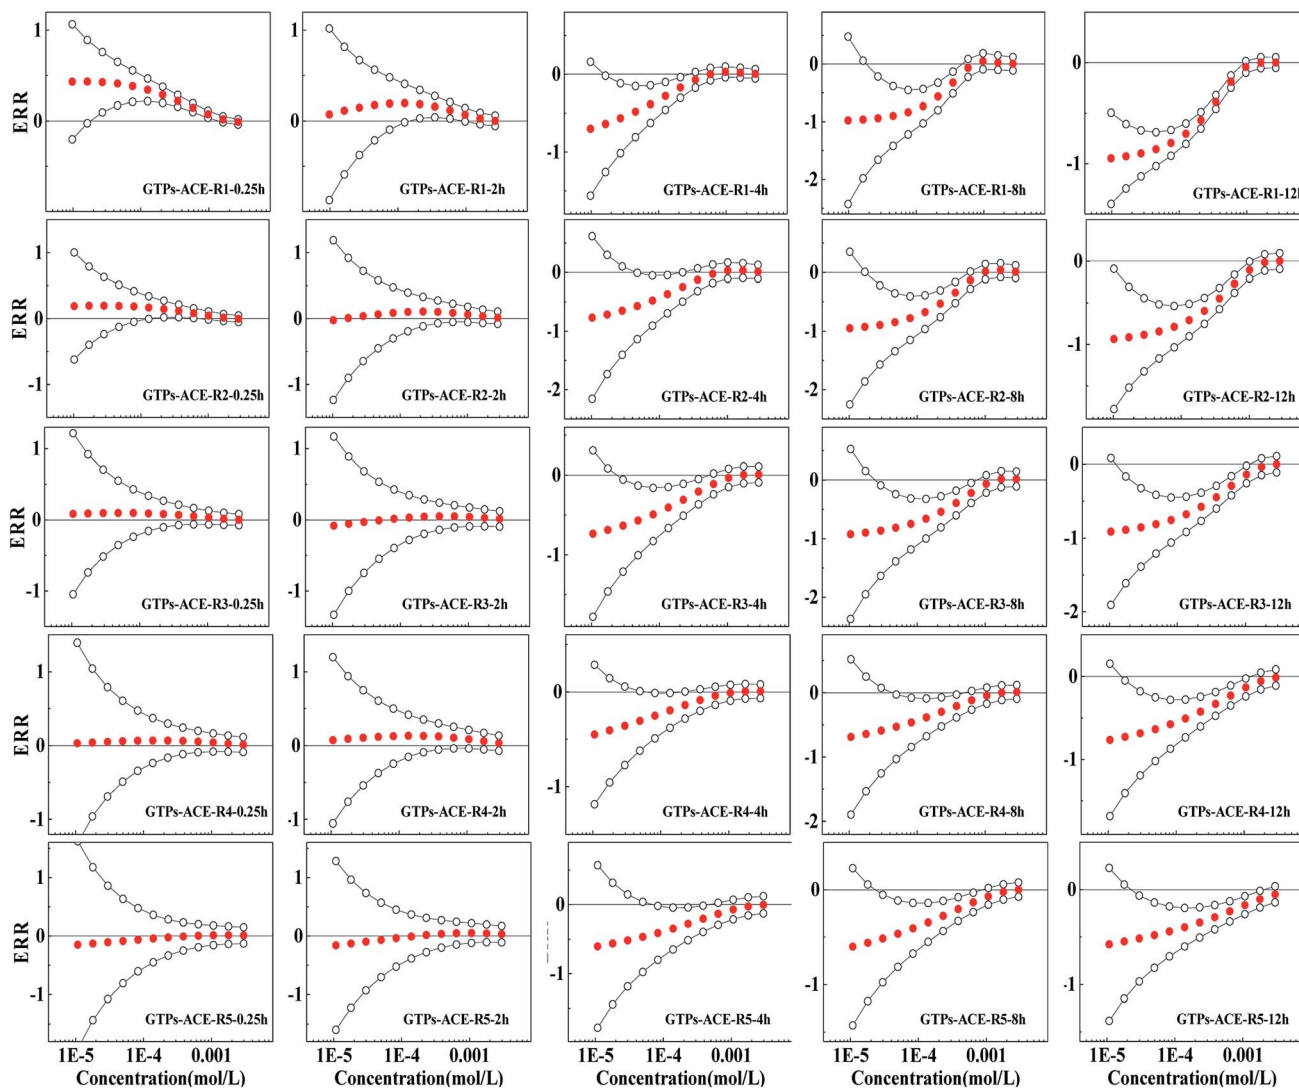 ERR
1
0
GTPs-ACE-R1-0.25h
1
0
GTPs-ACE-R1-2h
0
-1
GTPs-ACE-R1-4h
0
-1
-2
GTPs-ACE-R1-8h
0
-1
GTPs-ACE-R1-12h
ERR
1
0
-1
GTPs-ACE-R2-0.25h
1
0
-1
GTPs-ACE-R2-2h
0
-1
-2
GTPs-ACE-R2-4h
0
-1
-2
GTPs-ACE-R2-8h
0
-1
GTPs-ACE-R2-12h
ERR
1
0
-1
GTPs-ACE-R3-0.25h
1
0
-1
GTPs-ACE-R3-2h
0
-1
GTPs-ACE-R3-4h
0
-1
-2
GTPs-ACE-R3-8h
0
-1
-2
GTPs-ACE-R3-12h
ERR
1
0
-1
GTPs-ACE-R4-0.25h
1
0
-1
GTPs-ACE-R4-2h
0
-1
GTPs-ACE-R4-4h
0
-1
-2
GTPs-ACE-R4-8h
0
-1
GTPs-ACE-R4-12h
ERR
1
0
-1
GTPs-ACE-R5-0.25h
1
0
-1
GTPs-ACE-R5-2h
0
-1
GTPs-ACE-R5-4h
0
-1
GTPs-ACE-R5-8h
0
-1
GTPs-ACE-R5-12h
1E-5 1E-4 0.001
1E-5 1E-4 0.001
1E-5 1E-4 0.001
1E-5 1E-4 0.001
1E-5 1E-4 0.001
Concentration(mol/L)
Concentration(mol/L)
Concentration(mol/L)
Concentration(mol/L)
Concentration(mol/L)